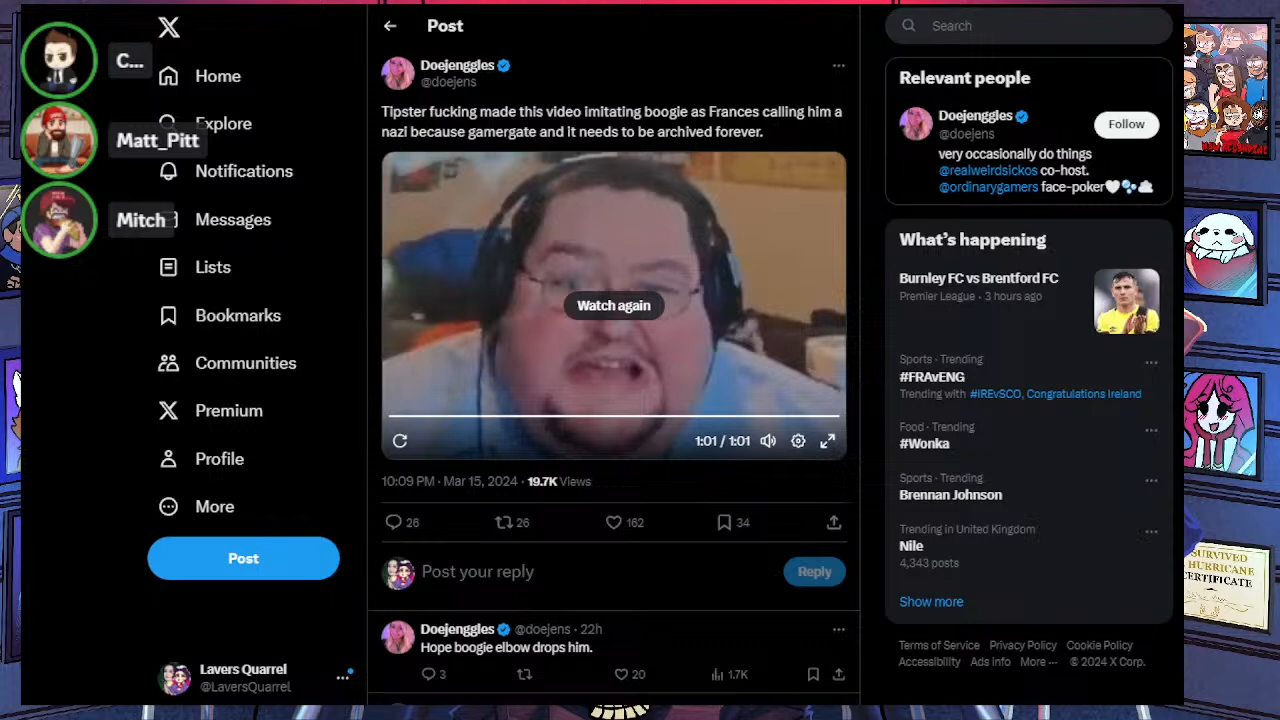 C...
Matt_Pitt
Mitch
Home
Explore
Notifications
Messages
Lists
Bookmarks
Communities
Premium
Profile
More
Post
Lavers Quarrel
@LaversQuarrel
Post
Doejenggles
@doejens
Tipster fucking made this video imitating boogie as Frances calling him a
nazi because gamergate and it needs to be archived forever.
Watch again
1:01 / 1:01
10:09 PM · Mar 15, 2024 · 19.7K Views
26 26 162 34
Post your reply
Reply
Doejenggles @doejens · 22h
Hope boogie elbow drops him.
3 20 1.7K
Search
Relevant people
Doejenggles
@doejens
Follow
very occasionally do things
@realweirdsickos co-host.
@ordinarygamers face-poker
What's happening
Burnley FC vs Brentford FC
Premier League · 3 hours ago
Sports · Trending
#FRAvENG
Trending with #IREvSCO, Congratulations Ireland
Food · Trending
#Wonka
Sports · Trending
Brennan Johnson
Trending in United Kingdom
Nile
4,343 posts
Show more
Terms of Service Privacy Policy Cookie Policy
Accessibility Ads info More ··· © 2024 X Corp.
SURVIVED
HURRICANE
CERTIFICATE